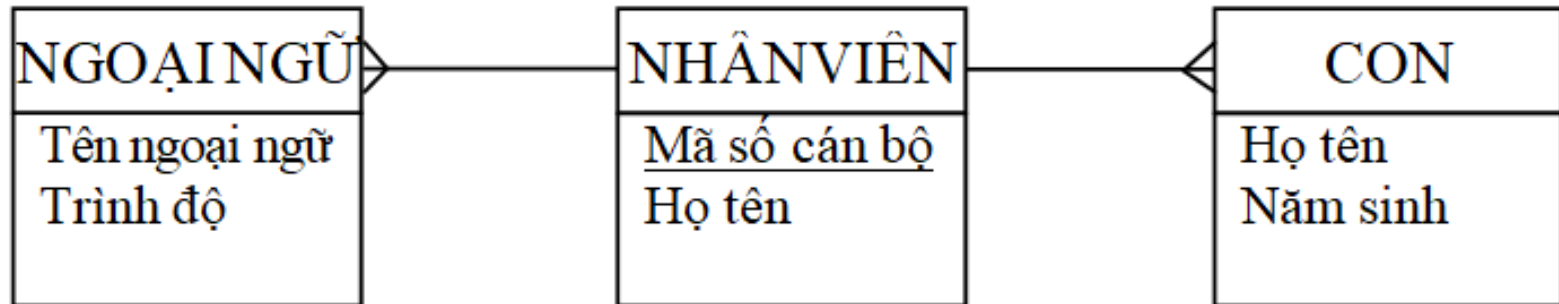 NGOẠI NGỮ
Tên ngoại ngữ
Trình độ
NHÂNVIÊN
Mã số cán bộ
Họ tên
CON
Họ tên
Năm sinh